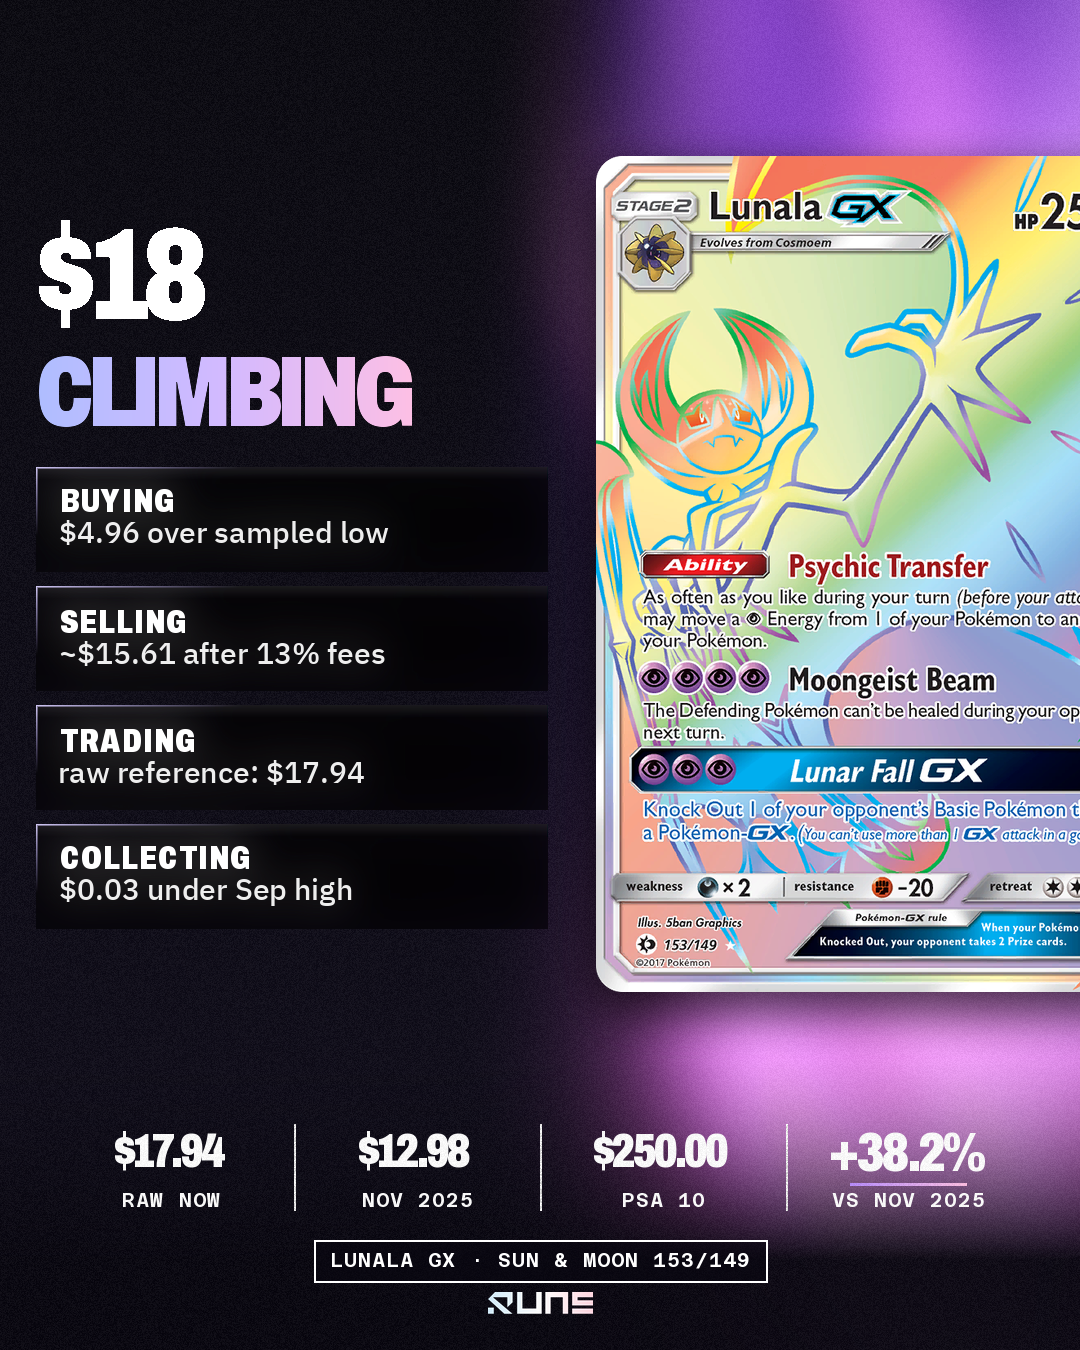 $18
CLIMBING
BUYING
$4.96 over sampled low
SELLING
~$15.61 after 13% fees
TRADING
raw reference: $17.94
COLLECTING
$0.03 under Sep high
STAGE2 Lunala GX HP 25
Evolves from Cosmoem
Ability Psychic Transfer
As often as you like during your turn (before your atta
may move a Energy from 1 of your Pokémon to an
your Pokémon.
Moongeist Beam
The Defending Pokémon can't be healed during your op
next turn.
Lunar Fall GX
Knock Out 1 of your opponent's Basic Pokémon t
a Pokémon-GX. (You can't use more than 1 GX attack in a ga
weakness ×2 resistance -20 retreat
Illus. 5ban Graphics
153/149
©2017 Pokémon
Pokémon-GX rule
When your Pokémo
Knocked Out, your opponent takes 2 Prize cards.
$17.94 $12.98 $250.00 +38.2%
RAW NOW NOV 2025 PSA 10 VS NOV 2025
LUNALA GX · SUN & MOON 153/149
RUNE